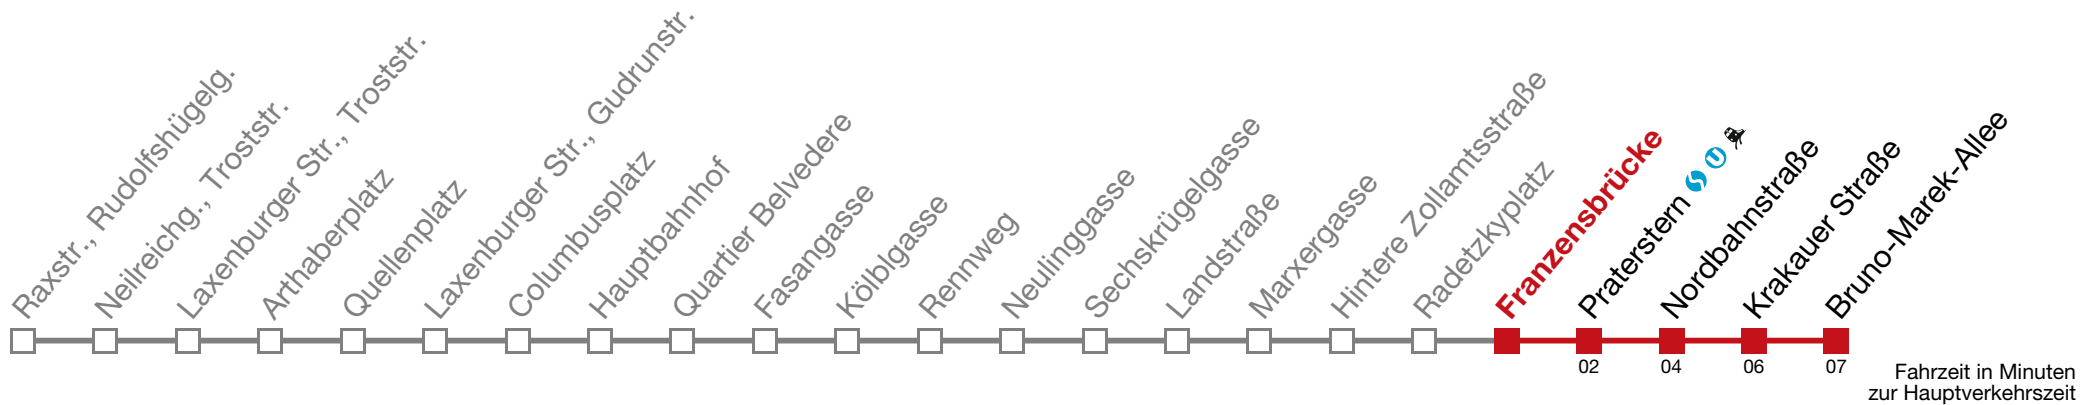 Raxstr., Rudolfshügelg.
Neilreichg., Troststr.
Laxenburger Str., Troststr.
Arthaberplatz
Quellenplatz
Laxenburger Str., Gudrunstr.
Columbusplatz
Hauptbahnhof
Quartier Belvedere
Fasangasse
Kölblgasse
Rennweg
Neulinggasse
Sechskrügelgasse
Landstraße
Marxergasse
Hintere Zollamtsstraße
Radetzkyplatz
Franzensbrücke
Praterstern S U
Nordbahnstraße
Krakauer Straße
Bruno-Marek-Allee
02 04 06 07
Fahrzeit in Minuten
zur Hauptverkehrszeit